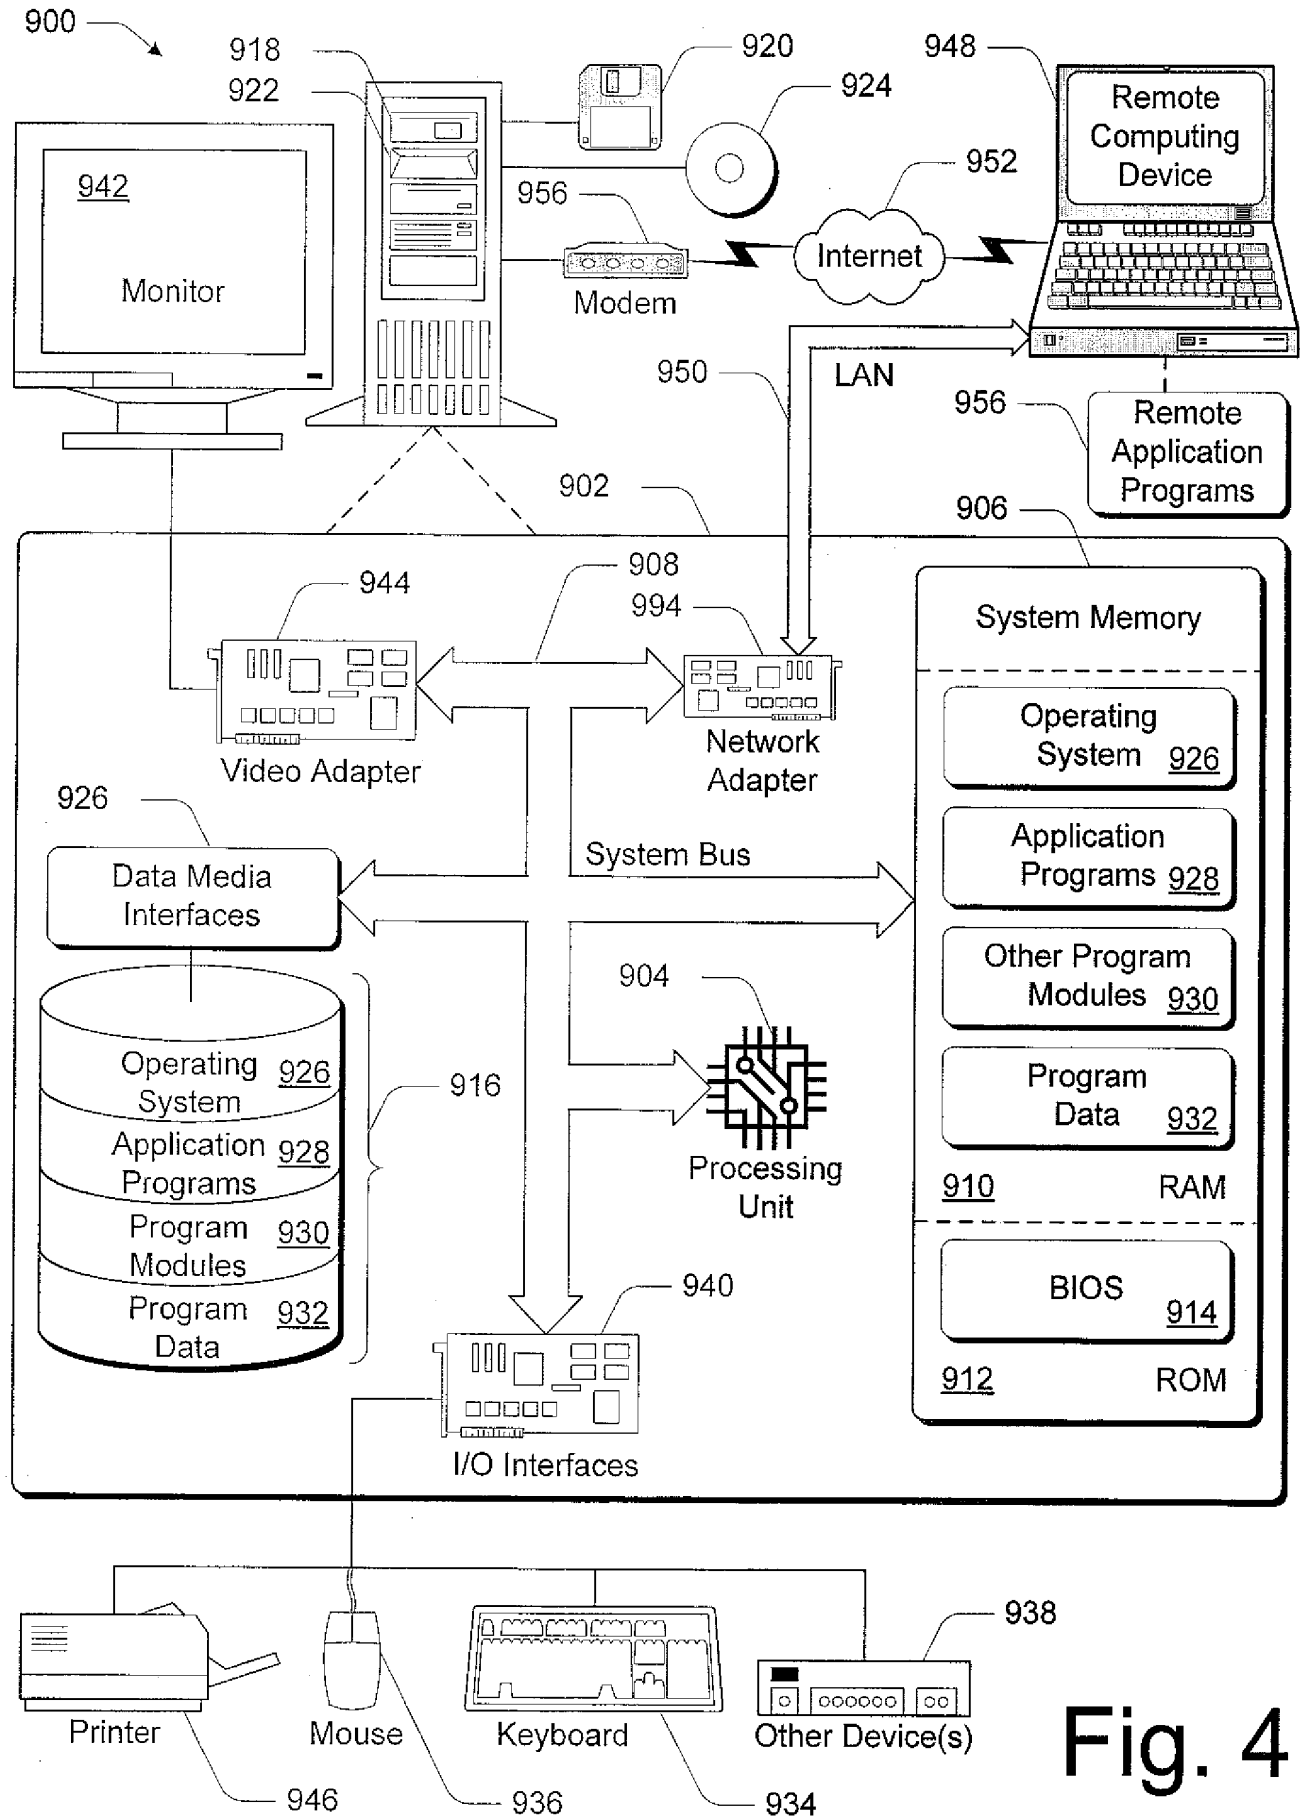 900
918
922
920
924
948
Remote
Computing
Device
942
Monitor
956
Modem
952
Internet
950
LAN
956
Remote
Application
Programs
902
906
944
908
994
System Memory
Video Adapter
Network
Adapter
Operating
System 926
926
Data Media
Interfaces
System Bus
Application
Programs 928
Other Program
Modules 930
904
Processing
Unit
Program
Data 932
910 RAM
Operating
System 926
916
Application
Programs 928
Program
Modules 930
Program
Data 932
BIOS
914
912 ROM
940
I/O Interfaces
Printer
946
Mouse
936
Keyboard
934
938
Other Device(s)
Fig. 4